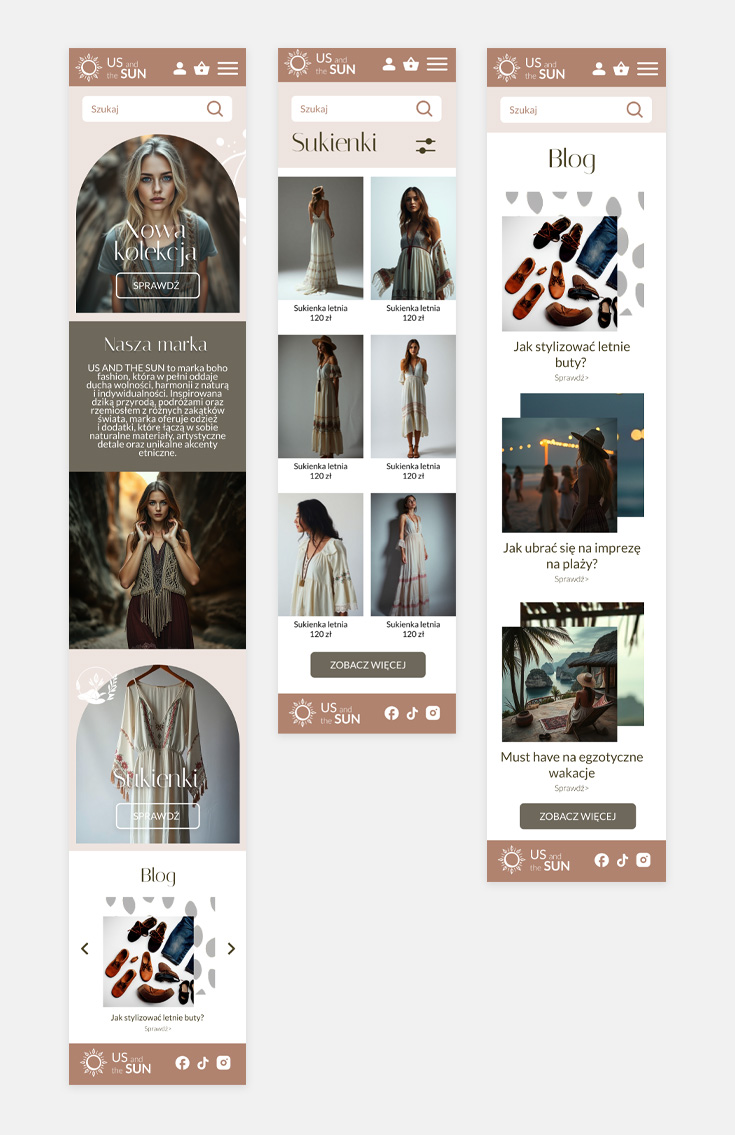 US and
the SUN
Szukaj
Nowa
kolekcja
SPRAWDŹ
Nasza marka
US AND THE SUN to marka boho
fashion, która w pełni oddaje
ducha wolności, harmonii z naturą
i indywidualności. Inspirowana
dziką przyrodą, podróżami oraz
rzemiosłem z różnych zakątków
świata, marka oferuje odzież
i dodatki, które łączą w sobie
naturalne materiały, artystyczne
detale oraz unikalne akcenty
etniczne.
Sukienki
SPRAWDŹ
Blog
Jak stylizować letnie buty?
Sprawdź>
US and
the SUN
US and
the SUN
Szukaj
Sukienki
Sukienka letnia
120 zł
Sukienka letnia
120 zł
Sukienka letnia
120 zł
Sukienka letnia
120 zł
Sukienka letnia
120 zł
Sukienka letnia
120 zł
ZOBACZ WIĘCEJ
US and
the SUN
US and
the SUN
Szukaj
Blog
Jak stylizować letnie
buty?
Sprawdź>
Jak ubrać się na imprezę
na plaży?
Sprawdź>
Must have na egzotyczne
wakacje
Sprawdź>
ZOBACZ WIĘCEJ
US and
the SUN